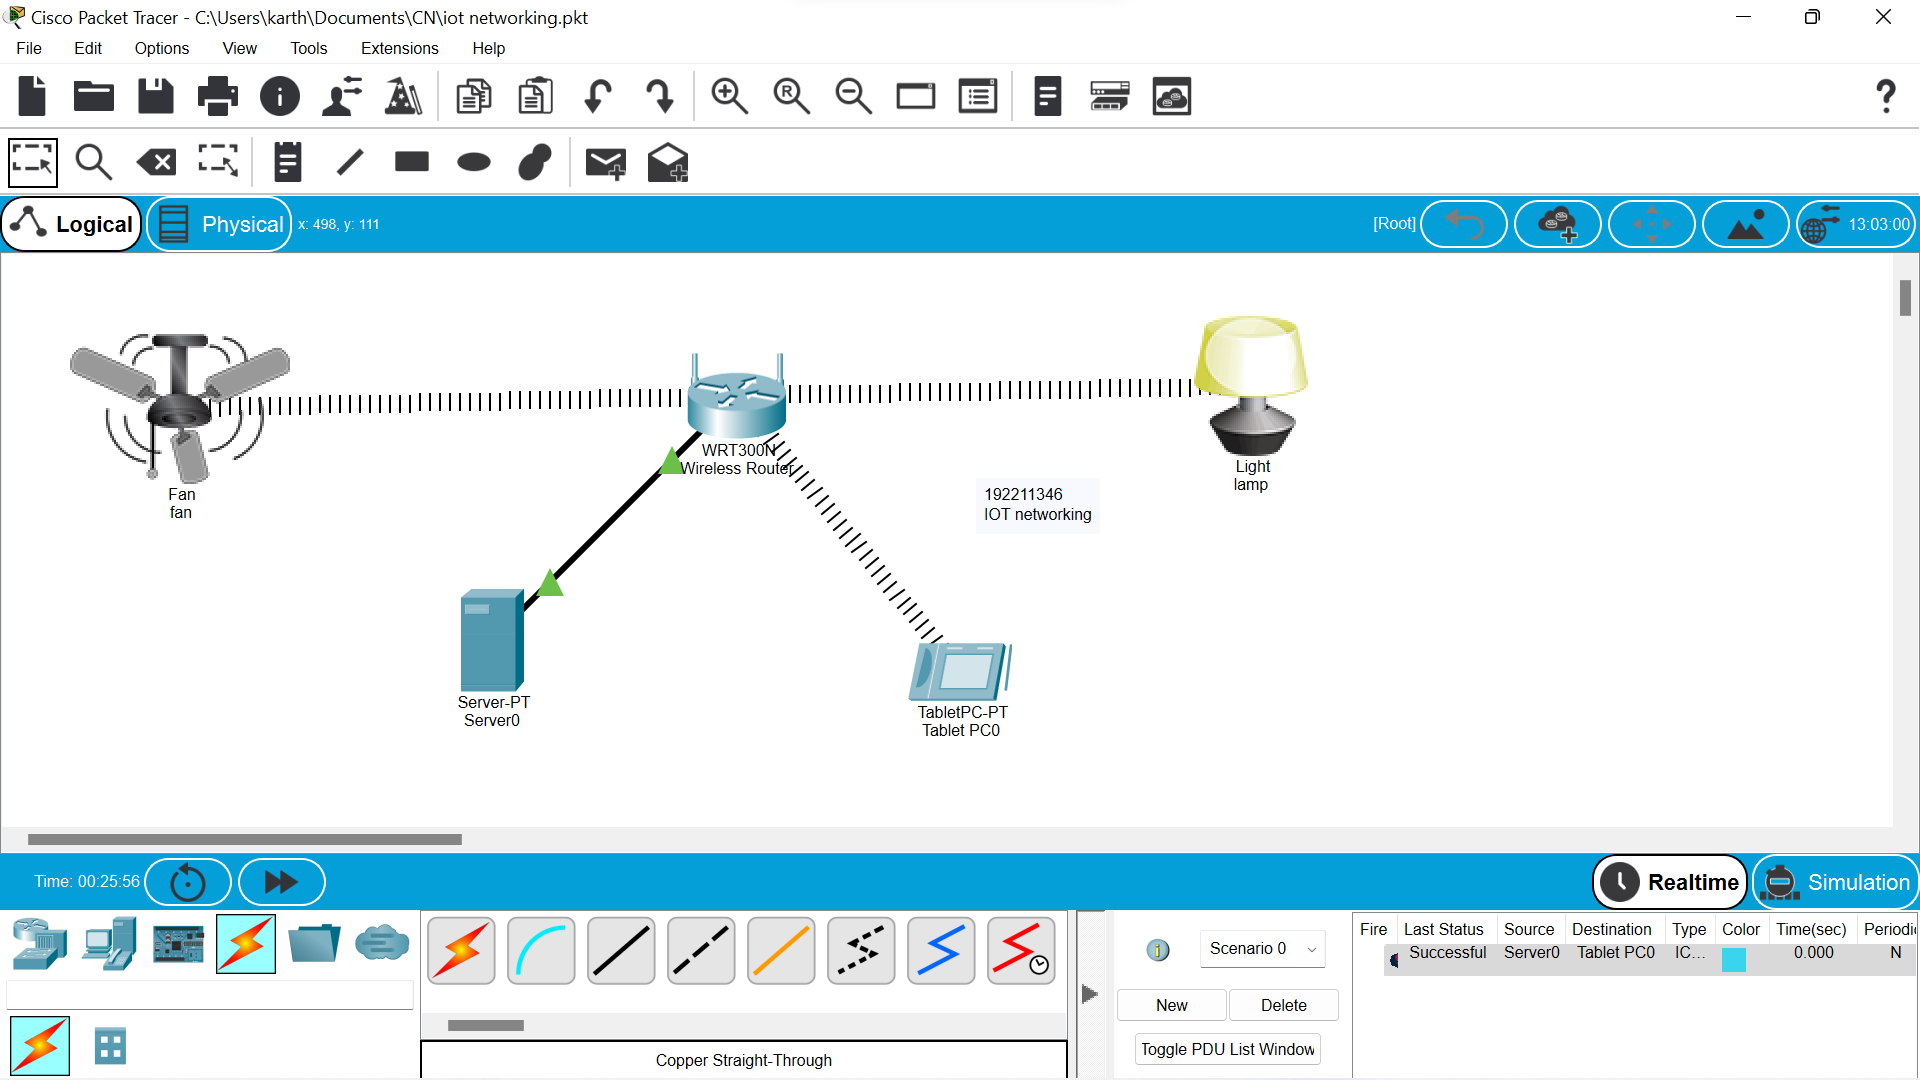 Cisco Packet Tracer - C:\Users\karth\Documents\CN\iot networking.pkt
File Edit Options View Tools Extensions Help
Logical Physical x: 498, y: 111 [Root] 13:03:00
Fan
fan
WRT300N
Wireless Router
Light
lamp
192211346
IOT networking
Server-PT
Server0
TabletPC-PT
Tablet PC0
Time: 00:25:56 Realtime Simulation
Scenario 0
New Delete
Toggle PDU List Window
Fire Last Status Source Destination Type Color Time(sec) Periodic
Successful Server0 Tablet PC0 IC... 0.000 N
Copper Straight-Through